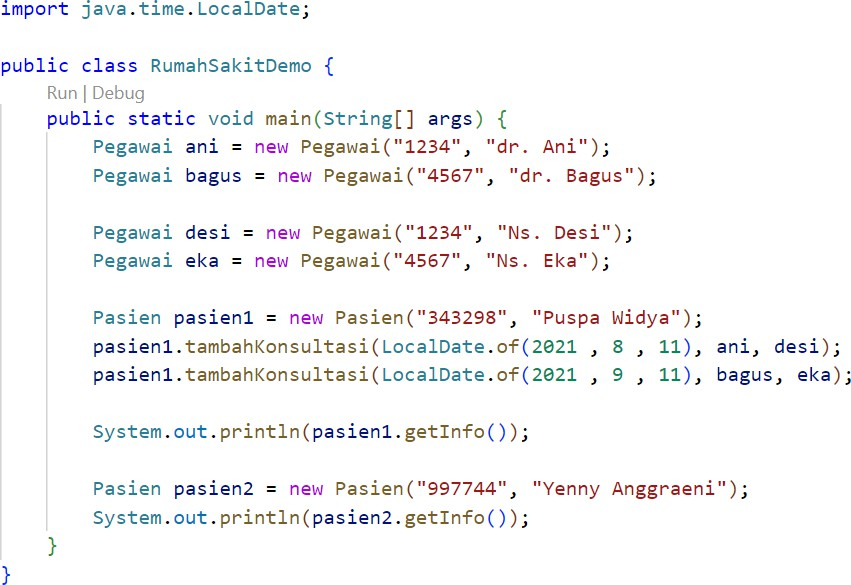 import java.time.LocalDate;
public class RumahSakitDemo {
Run | Debug
public static void main(String[] args) {
Pegawai ani = new Pegawai("1234", "dr. Ani");
Pegawai bagus = new Pegawai("4567", "dr. Bagus");
Pegawai desi = new Pegawai("1234", "Ns. Desi");
Pegawai eka = new Pegawai("4567", "Ns. Eka");
Pasien pasien1 = new Pasien("343298", "Puspa Widya");
pasien1.tambahKonsultasi(LocalDate.of(2021 , 8 , 11), ani, desi);
pasien1.tambahKonsultasi(LocalDate.of(2021 , 9 , 11), bagus, eka);
System.out.println(pasien1.getInfo());
Pasien pasien2 = new Pasien("997744", "Yenny Anggraeni");
System.out.println(pasien2.getInfo());
}
}